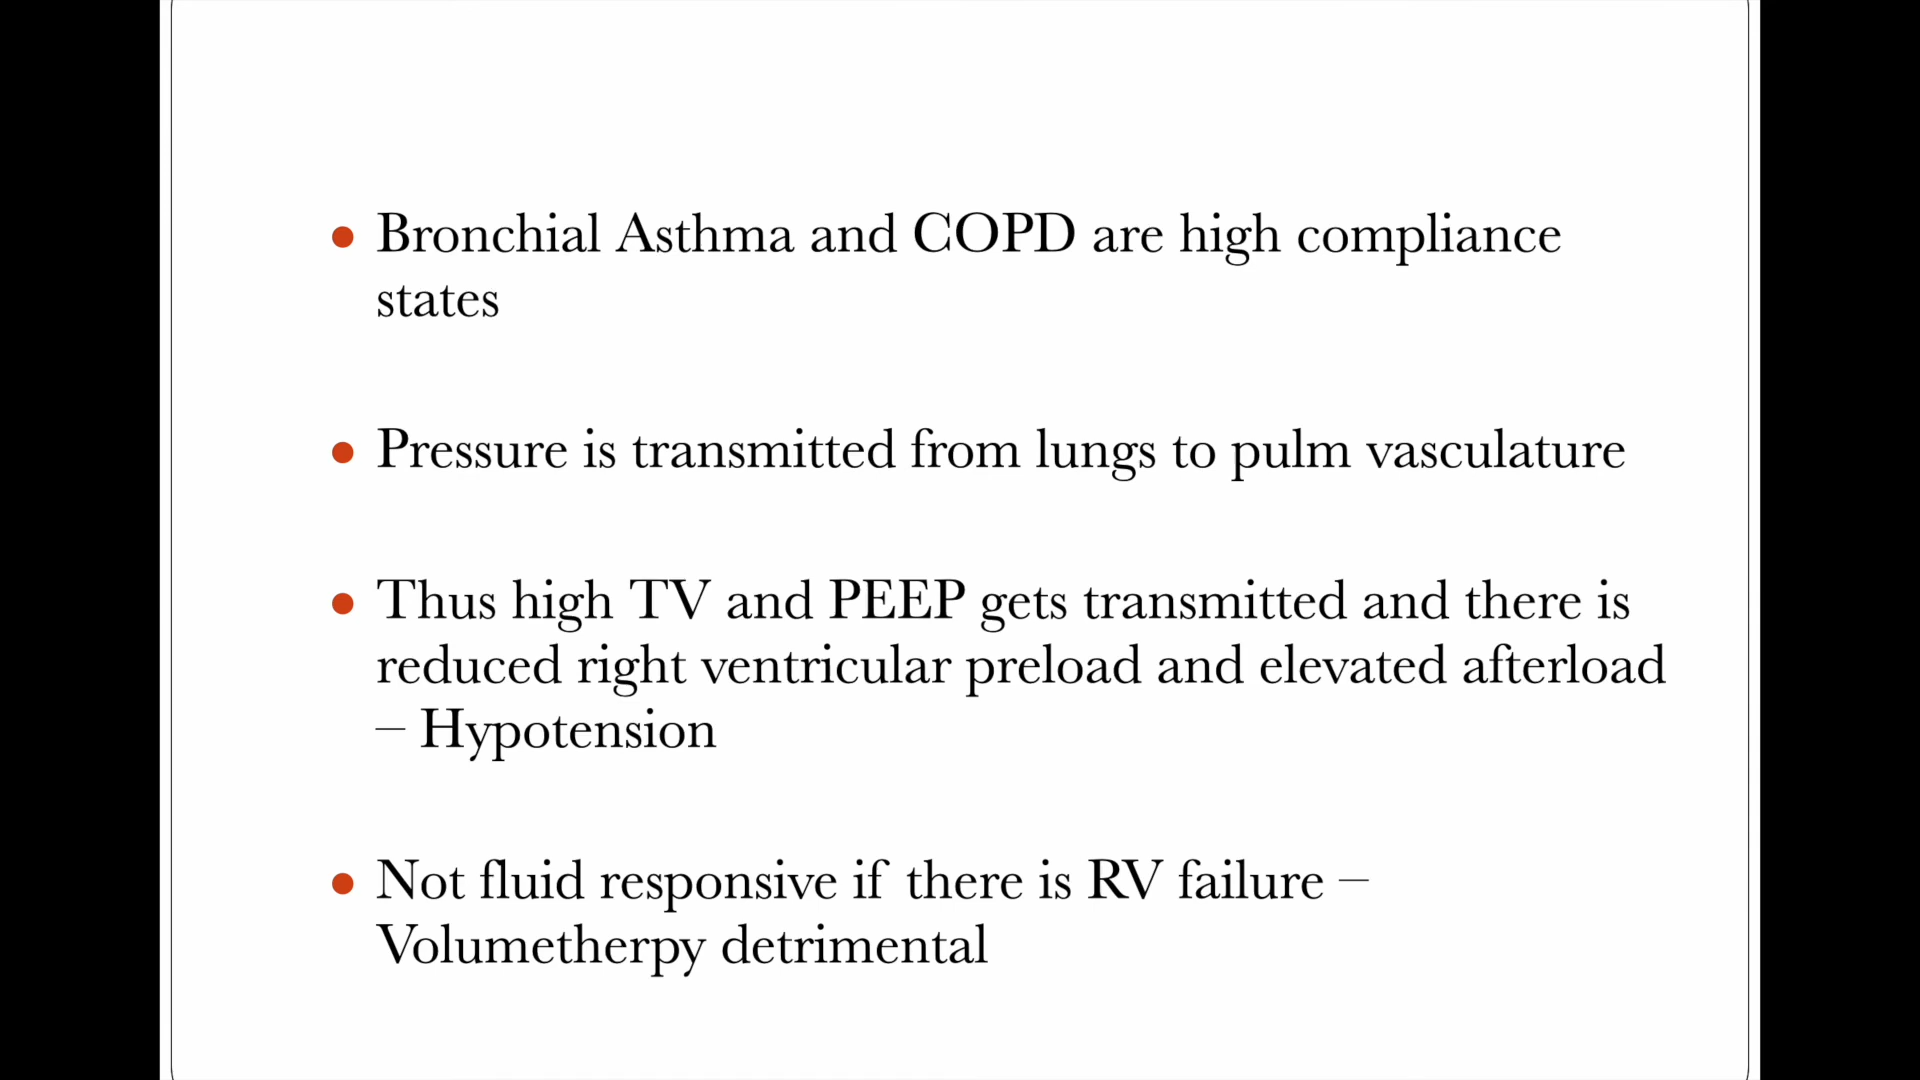 • Bronchial Asthma and COPD are high compliance
states
• Pressure is transmitted from lungs to pulm vasculature
• Thus high TV and PEEP gets transmitted and there is
reduced right ventricular preload and elevated afterload
– Hypotension
• Not fluid responsive if there is RV failure –
Volumetherpy detrimental